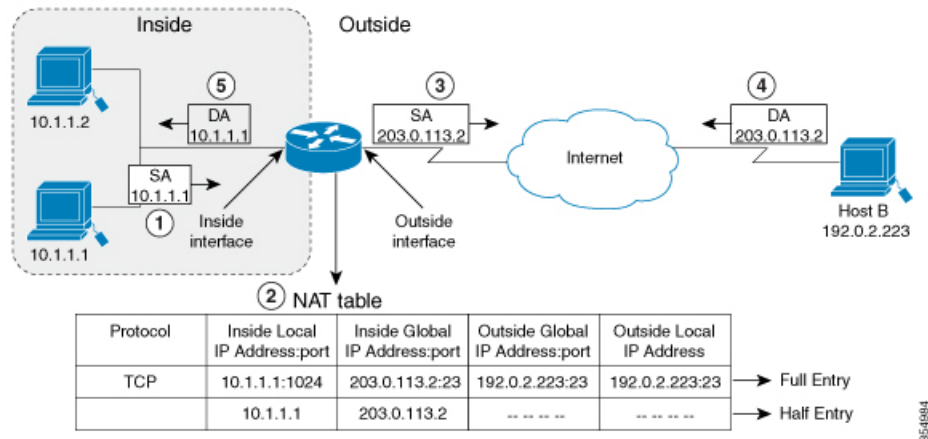 Inside
Outside
5
3
4
DA
10.1.1.1
SA
203.0.113.2
DA
203.0.113.2
10.1.1.2
Internet
SA
10.1.1.1
1
Inside
interface
Outside
interface
Host B
192.0.2.223
10.1.1.1
2 NAT table
Protocol
Inside Local
IP Address:port
Inside Global
IP Address:port
Outside Global
IP Address:port
Outside Local
IP Address
TCP
10.1.1.1:1024
203.0.113.2:23
192.0.2.223:23
192.0.2.223:23
Full Entry
10.1.1.1
203.0.113.2
-- -- -- --
-- -- -- --
Half Entry
354984